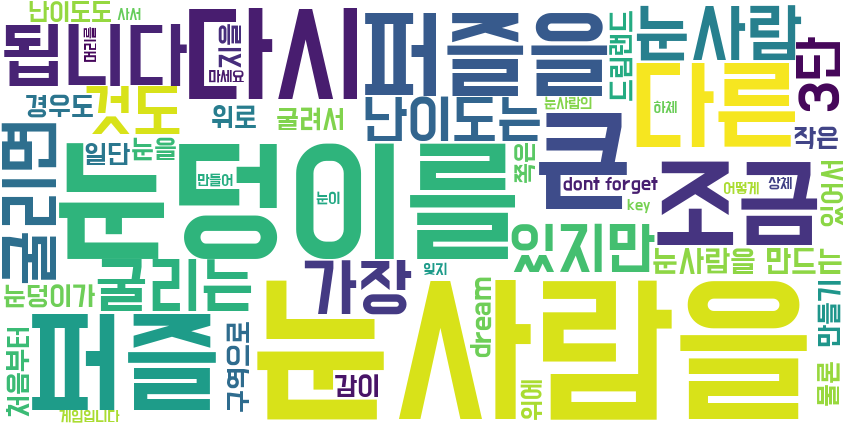 난이도도
사서
됩니다
머리를
다시
지을
마세요
퍼즐을
드림랜드
눈사람
3단
경우도
것도
위로
굴려서
난이도는
눈사람의
하체
다른
작은
굴리면
일단
눈을
만들어
눈덩이를
눈이
쪽은
큰
dont forget
key
어떻게
상체
조금
있어서
있지만
눈사람을 만드는
눈덩이가
굴리는
가장
잊지
처음부터
퍼즐
구역으로
눈사람을
dream
감이
위에
만들기
물론
게임입니다